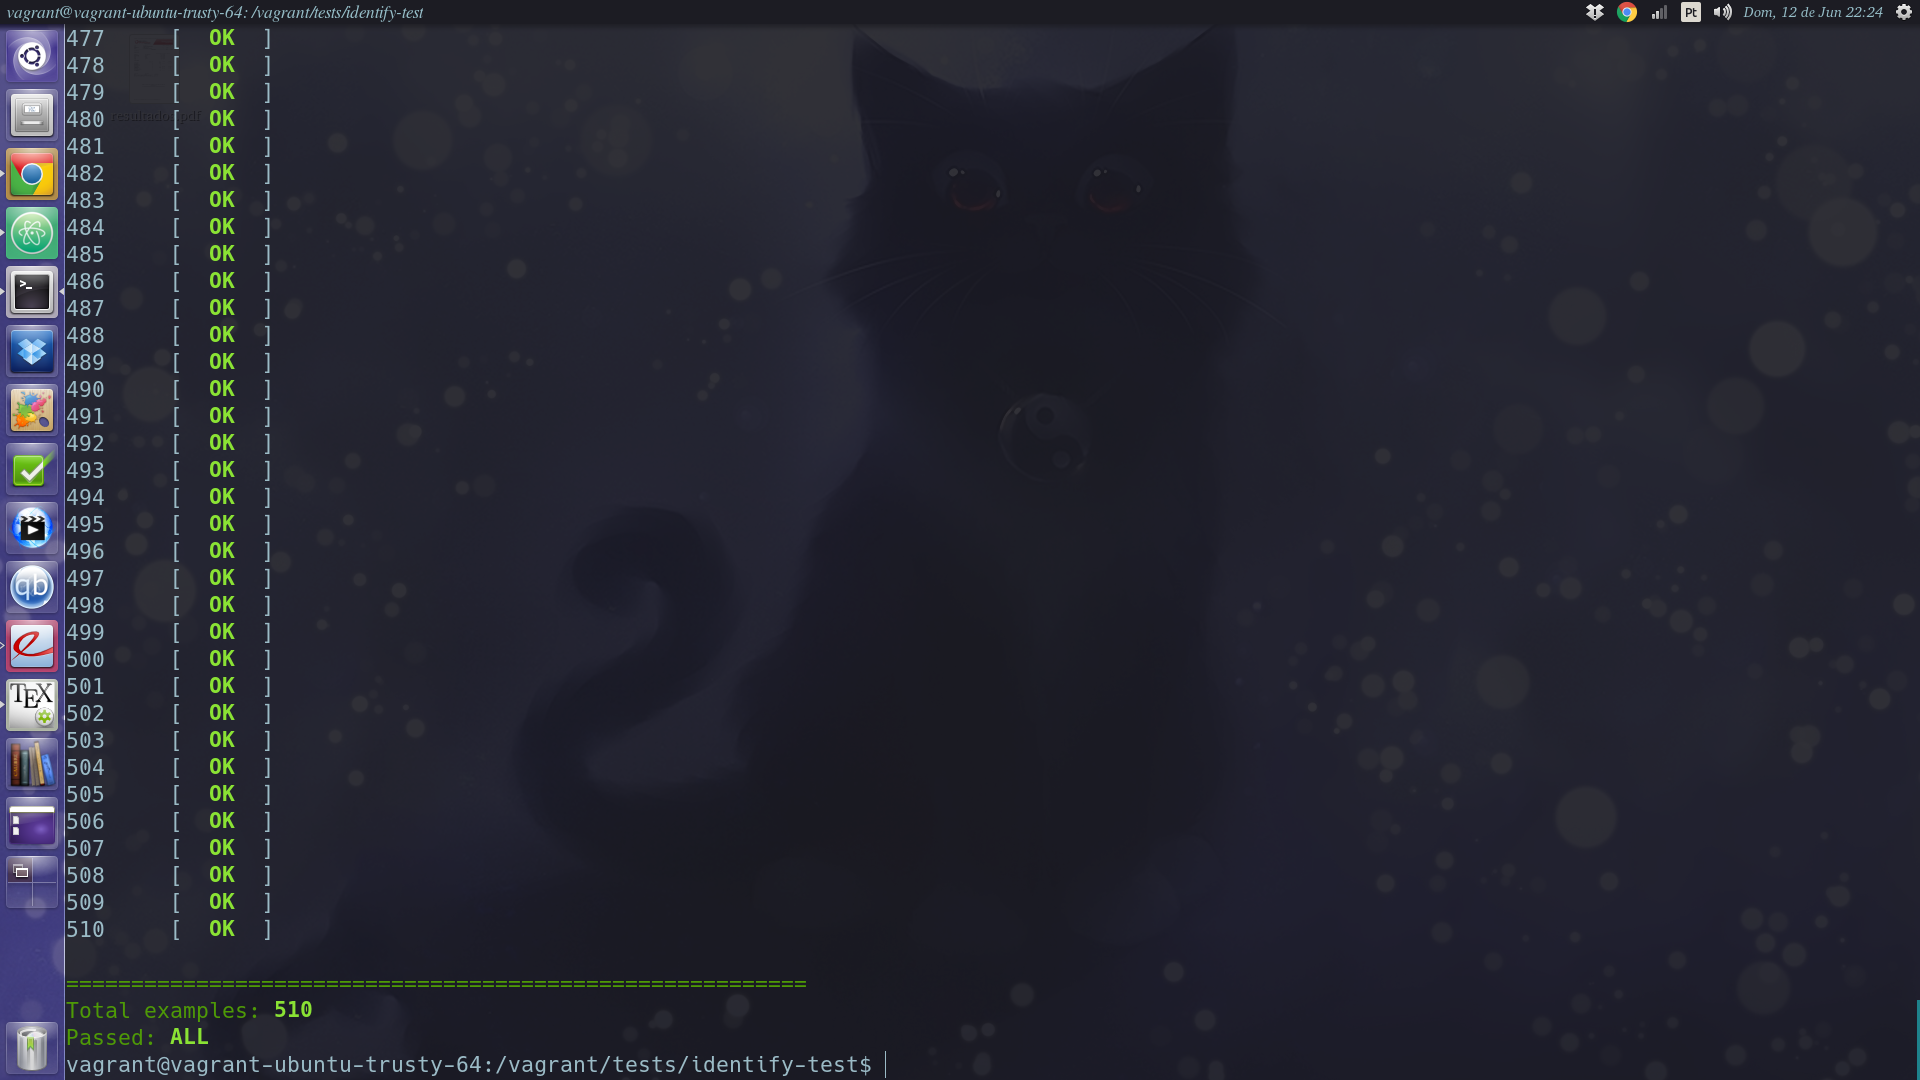 vagrant@vagrant-ubuntu-trusty-64: /vagrant/tests/identify-test
Pt Dom, 12 de Jun 22:24
477 [ OK ]
478 [ OK ]
479 [ OK ]
480 [ OK ]
resultados.pdf
481 [ OK ]
482 [ OK ]
483 [ OK ]
484 [ OK ]
485 [ OK ]
486 [ OK ]
487 [ OK ]
488 [ OK ]
489 [ OK ]
490 [ OK ]
491 [ OK ]
492 [ OK ]
493 [ OK ]
494 [ OK ]
495 [ OK ]
496 [ OK ]
497 [ OK ]
498 [ OK ]
499 [ OK ]
500 [ OK ]
501 [ OK ]
502 [ OK ]
503 [ OK ]
504 [ OK ]
505 [ OK ]
506 [ OK ]
507 [ OK ]
508 [ OK ]
509 [ OK ]
510 [ OK ]
=========================================================
Total examples: 510
Passed: ALL
vagrant@vagrant-ubuntu-trusty-64:/vagrant/tests/identify-test$
>_
qb
TEX